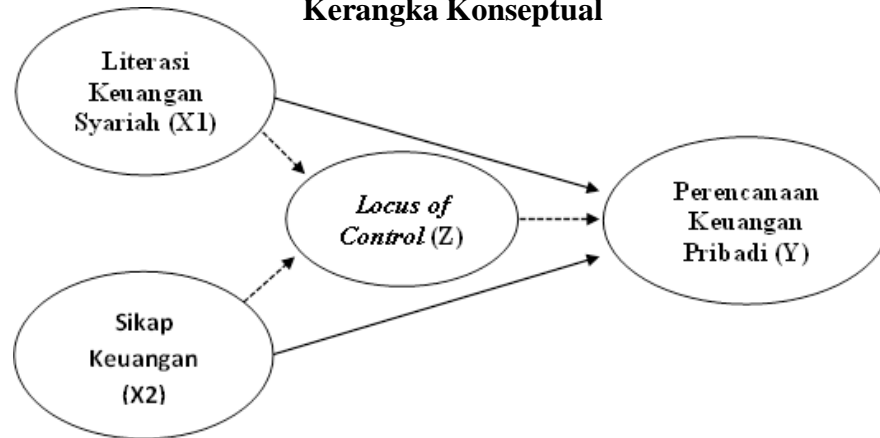 Kerangka Konseptual
Literasi
Keuangan
Syariah (X1)
Locus of
Control (Z)
Perencanaan
Keuangan
Pribadi (Y)
Sikap
Keuangan
(X2)